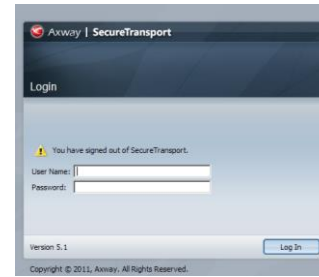 Axway | SecureTransport
Login
You have signed out of SecureTransport.
User Name:
Password:
Version 5.1
Log In
Copyright © 2011, Axway. All Rights Reserved.